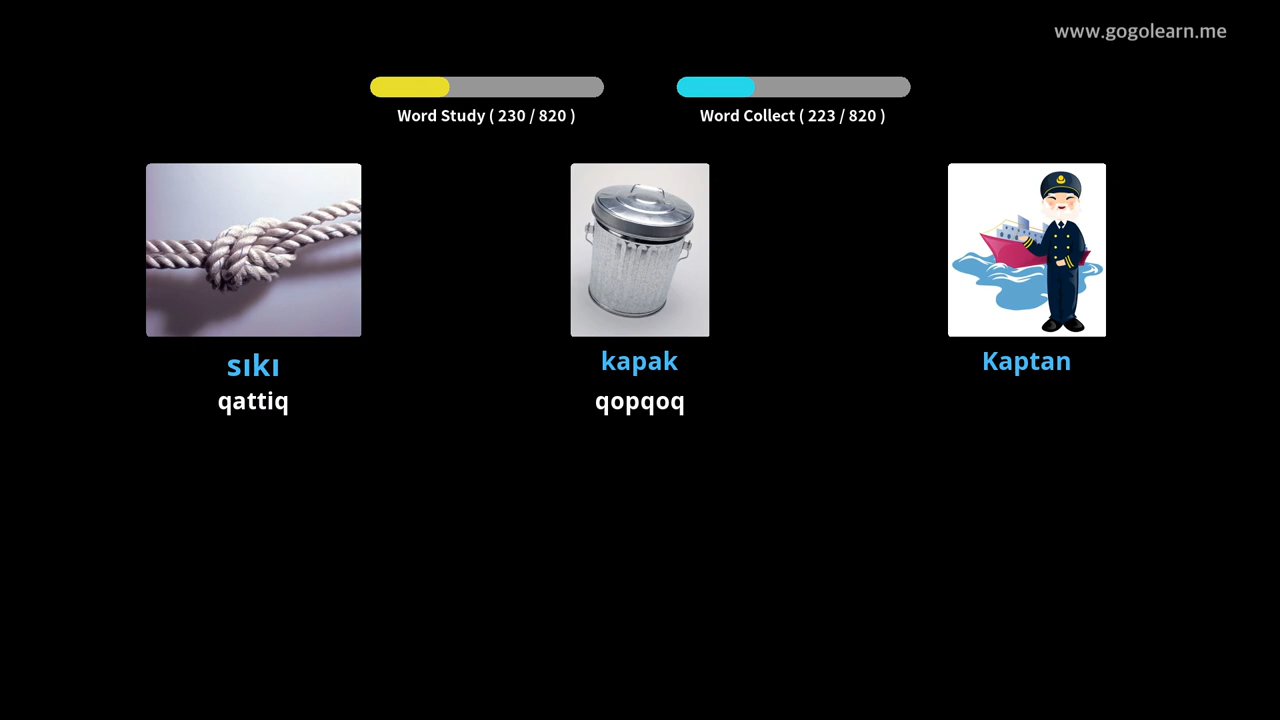 www.gogolearn.me
Word Study ( 230 / 820 )
Word Collect ( 223 / 820 )
sıkı
qattiq
kapak
qopqoq
Kaptan